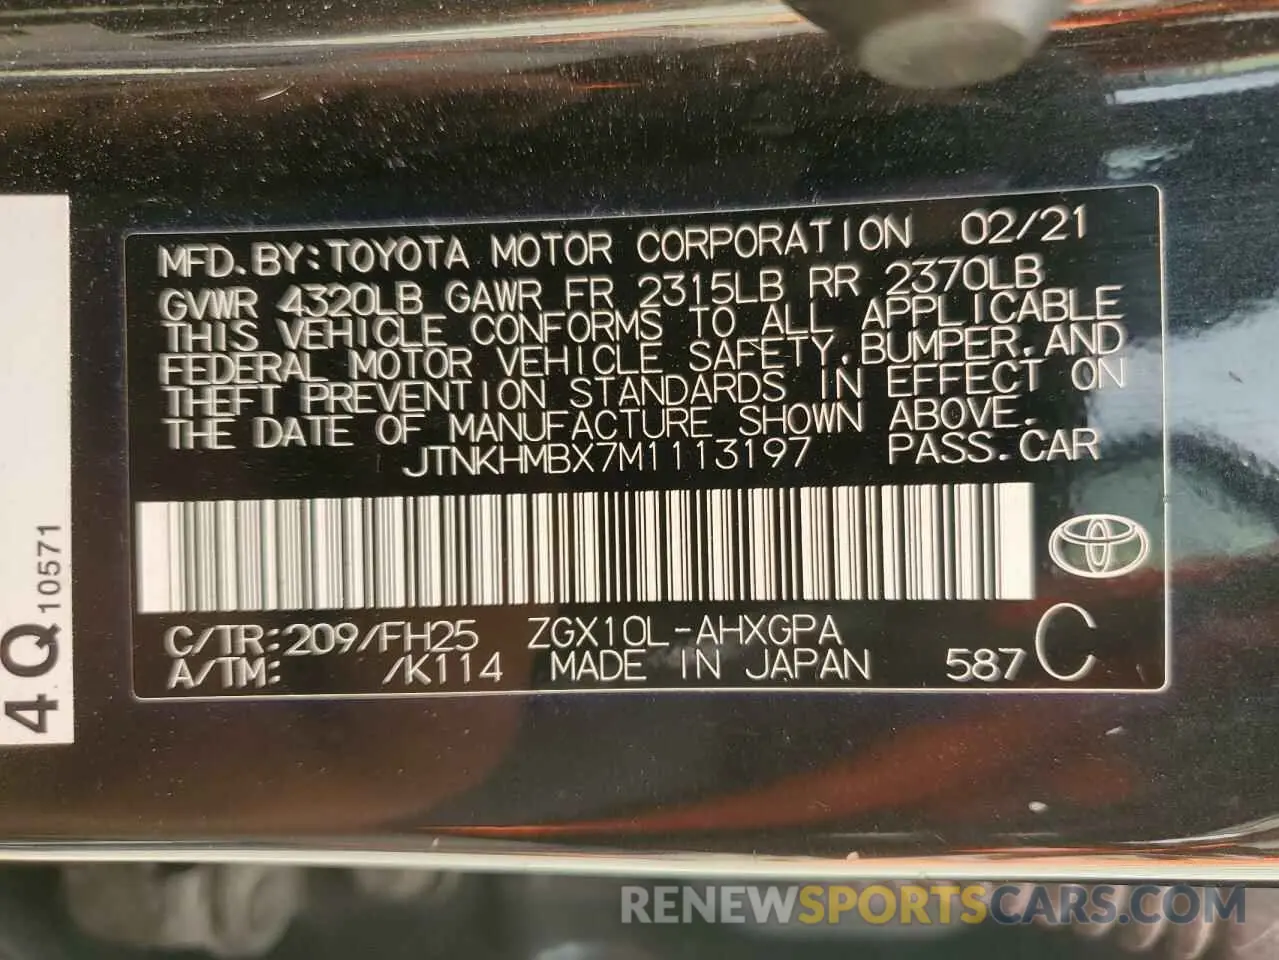 MFD.BY:TOYOTA MOTOR CORPORATION 02/21
GVWR 4320LB GAWR FR 2315LB RR 2370LB
THIS VEHICLE CONFORMS TO ALL APPLICABLE
FEDERAL MOTOR VEHICLE SAFETY,BUMPER,AND
THEFT PREVENTION STANDARDS IN EFFECT ON
THE DATE OF MANUFACTURE SHOWN ABOVE.
JTNKHMBX7M1113197 PASS.CAR
C/TR:209/FH25 ZGX10L-AHXGPA
A/TM: /K114 MADE IN JAPAN 587 C
4Q10571
RENEWSPORTSCARS.COM